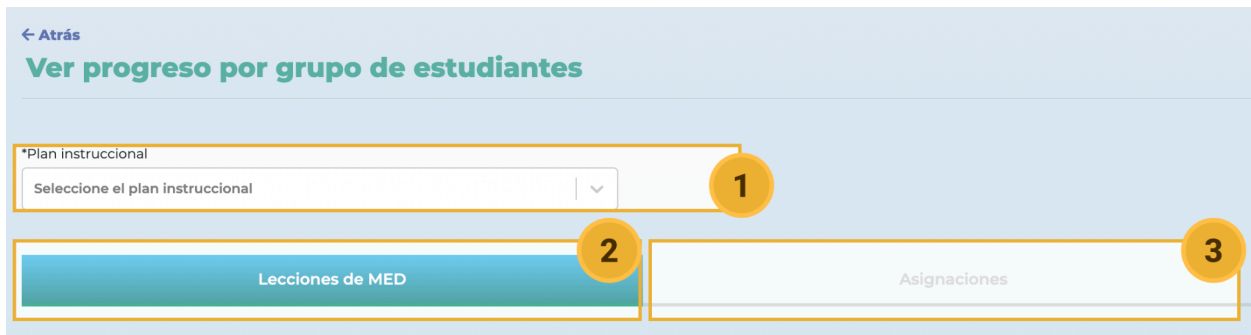 ← Atrás
Ver progreso por grupo de estudiantes
*Plan instruccional
Seleccione el plan instruccional
1
2
3
Lecciones de MED
Asignaciones